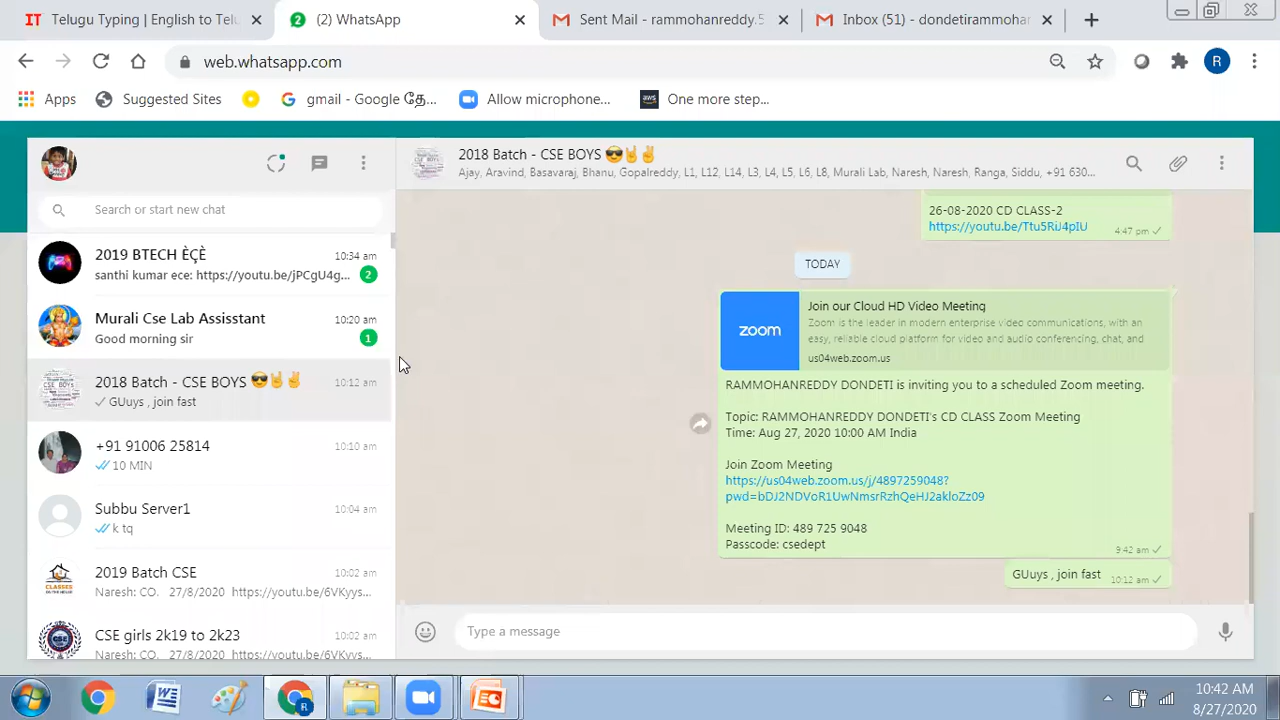 Telugu Typing | English to Telu
(2) WhatsApp
Sent Mail - rammohanreddy.5
Inbox (51) - dondetirammohar
web.whatsapp.com
R
Apps
Suggested Sites
gmail - Google தே...
Allow microphone...
aws
One more step...
2018 Batch - CSE BOYS 😎🤘✌
Ajay, Aravind, Basavaraj, Bhanu, Gopalreddy, L1, L12, L14, L3, L4, L5, L6, L8, Murali Lab, Naresh, Naresh, Ranga, Siddu, +91 630...
Search or start new chat
2019 BTECH ÈÇÈ
10:34 am
santhi kumar ece: https://youtu.be/jPCgU4g...
2
Murali Cse Lab Assisstant
10:20 am
Good morning sir
1
2018 Batch - CSE BOYS 😎🤘✌
10:12 am
GUuys , join fast
+91 91006 25814
10:10 am
10 MIN
Subbu Server1
10:04 am
k tq
2019 Batch CSE
10:02 am
Naresh: CO. 27/8/2020 https://youtu.be/6VKyys...
CSE girls 2k19 to 2k23
10:02 am
Naresh: CO. 27/8/2020 https://youtu.be/6VKyys...
26-08-2020 CD CLASS-2
https://youtu.be/Ttu5RiJ4pIU
4:47 pm
TODAY
zoom
Join our Cloud HD Video Meeting
Zoom is the leader in modern enterprise video communications, with an
easy, reliable cloud platform for video and audio conferencing, chat, and
us04web.zoom.us
RAMMOHANREDDY DONDETI is inviting you to a scheduled Zoom meeting.
Topic: RAMMOHANREDDY DONDETI's CD CLASS Zoom Meeting
Time: Aug 27, 2020 10:00 AM India
Join Zoom Meeting
https://us04web.zoom.us/j/4897259048?
pwd=bDJ2NDVoR1UwNmsrRzhQeHJ2akloZz09
Meeting ID: 489 725 9048
Passcode: csedept
9:42 am
GUuys , join fast
10:12 am
Type a message
10:42 AM
8/27/2020